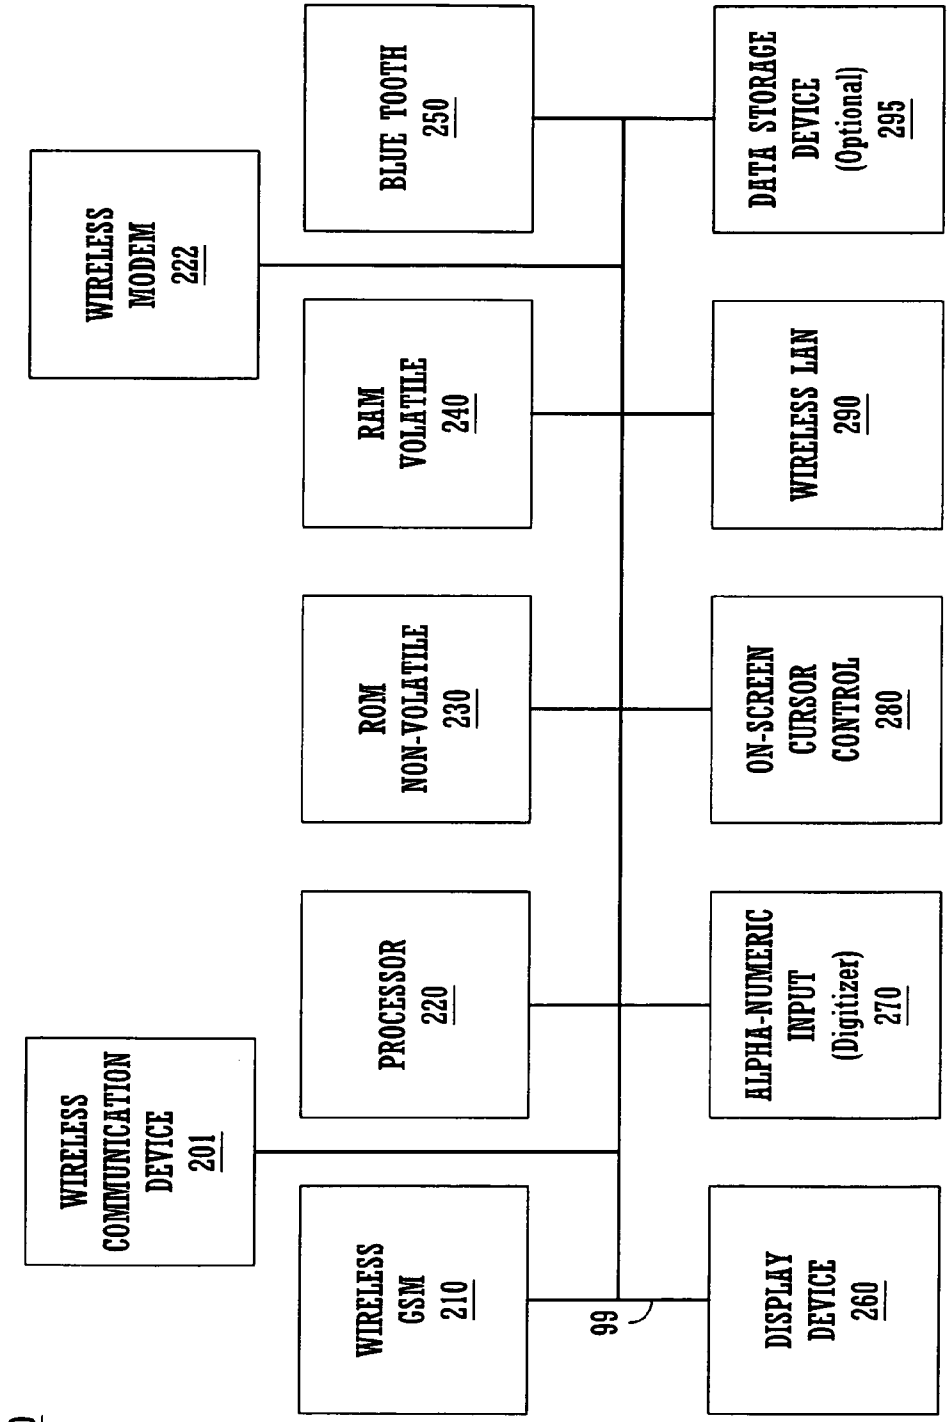 WIRELESS
COMMUNICATION
DEVICE
201
WIRELESS
MODEM
222
WIRELESS
GSM
210
PROCESSOR
220
ROM
NON-VOLATILE
230
RAM
VOLATILE
240
BLUE TOOTH
250
99
DISPLAY
DEVICE
260
ALPHA-NUMERIC
INPUT
(Digitizer)
270
ON-SCREEN
CURSOR
CONTROL
280
WIRELESS LAN
290
DATA STORAGE
DEVICE
(Optional)
295